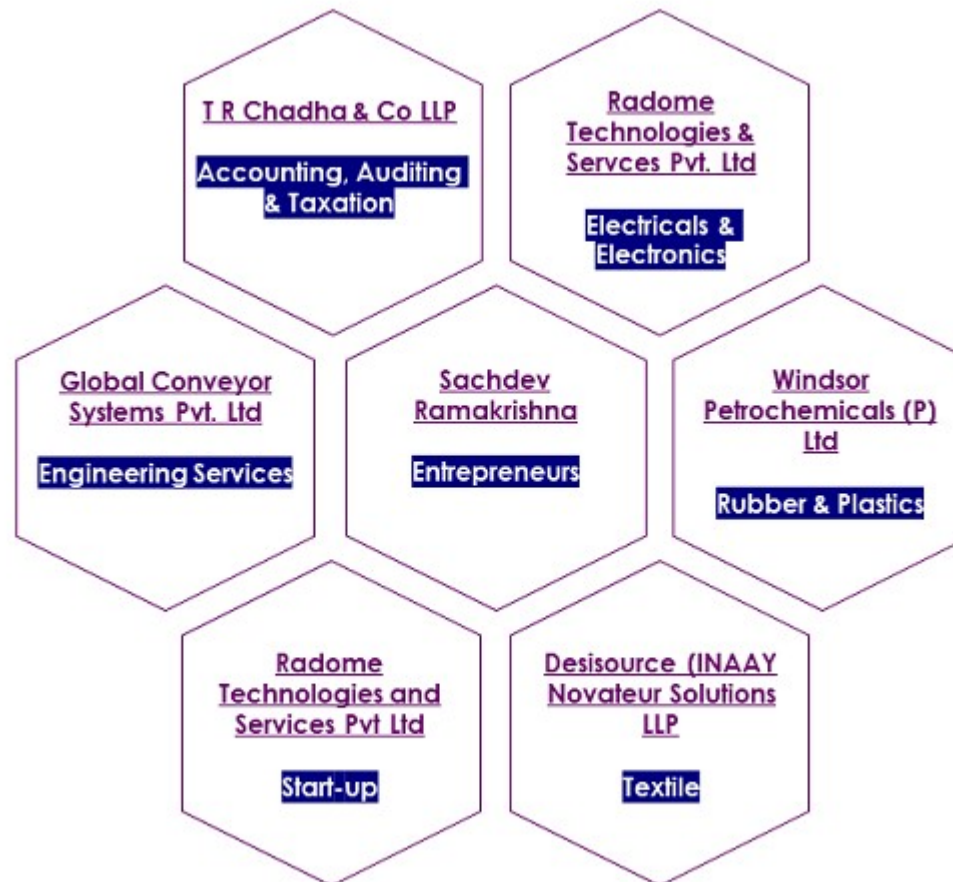 T R Chadha & Co LLP
Accounting, Auditing
& Taxation
Radome
Technologies &
Servces Pvt. Ltd
Electricals &
Electronics
Global Conveyor
Systems Pvt. Ltd
Engineering Services
Sachdev
Ramakrishna
Entrepreneurs
Windsor
Petrochemicals (P)
Ltd
Rubber & Plastics
Radome
Technologies and
Services Pvt Ltd
Start-up
Desisource (INAAY
Novateur Solutions
LLP
Textile